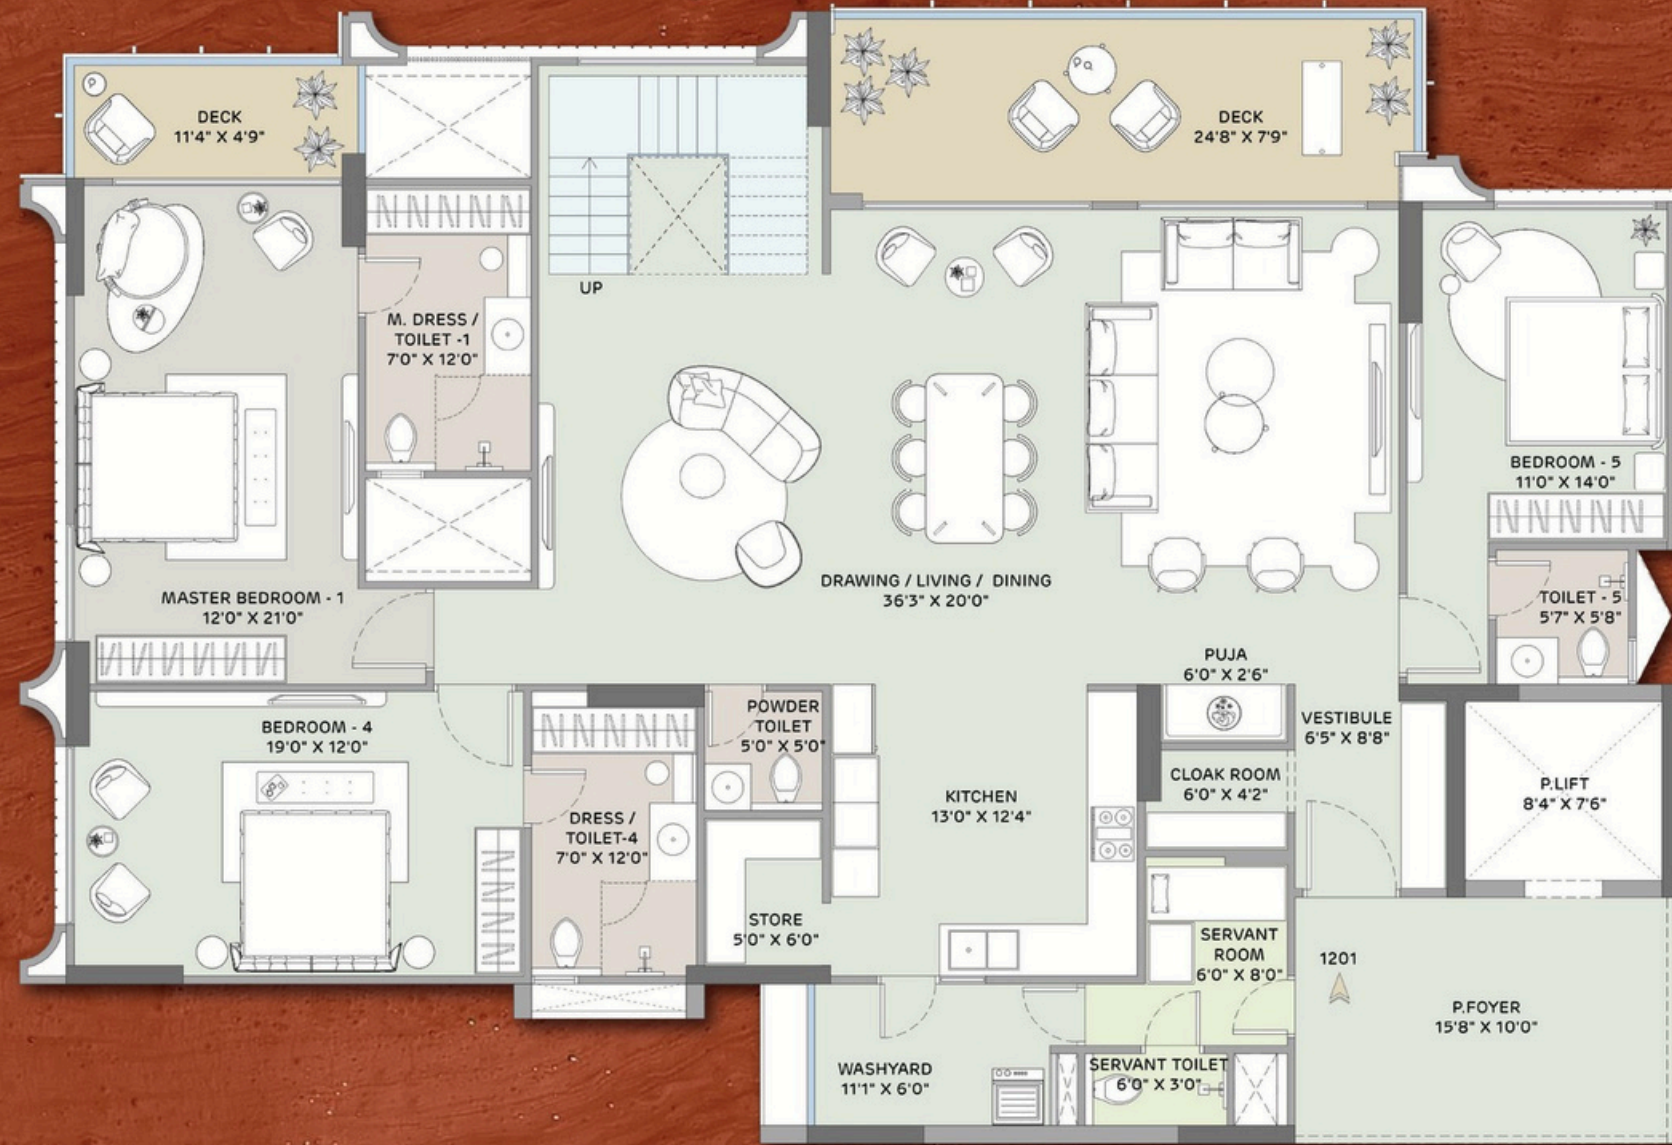 DECK
11'4" X 4'9"
DECK
24'8" X 7'9"
UP
M. DRESS /
TOILET -1
7'0" X 12'0"
BEDROOM - 5
11'0" X 14'0"
DRAWING / LIVING / DINING
36'3" X 20'0"
MASTER BEDROOM - 1
12'0" X 21'0"
TOILET - 5
5'7" X 5'8"
PUJA
6'0" X 2'6"
BEDROOM - 4
19'0" X 12'0"
POWDER
TOILET
5'0" X 5'0"
VESTIBULE
6'5" X 8'8"
CLOAK ROOM
6'0" X 4'2"
P.LIFT
8'4" X 7'6"
KITCHEN
13'0" X 12'4"
DRESS /
TOILET-4
7'0" X 12'0"
STORE
5'0" X 6'0"
SERVANT
ROOM
6'0" X 8'0"
1201
P.FOYER
15'8" X 10'0"
WASHYARD
11'1" X 6'0"
SERVANT TOILET
6'0" X 3'0"